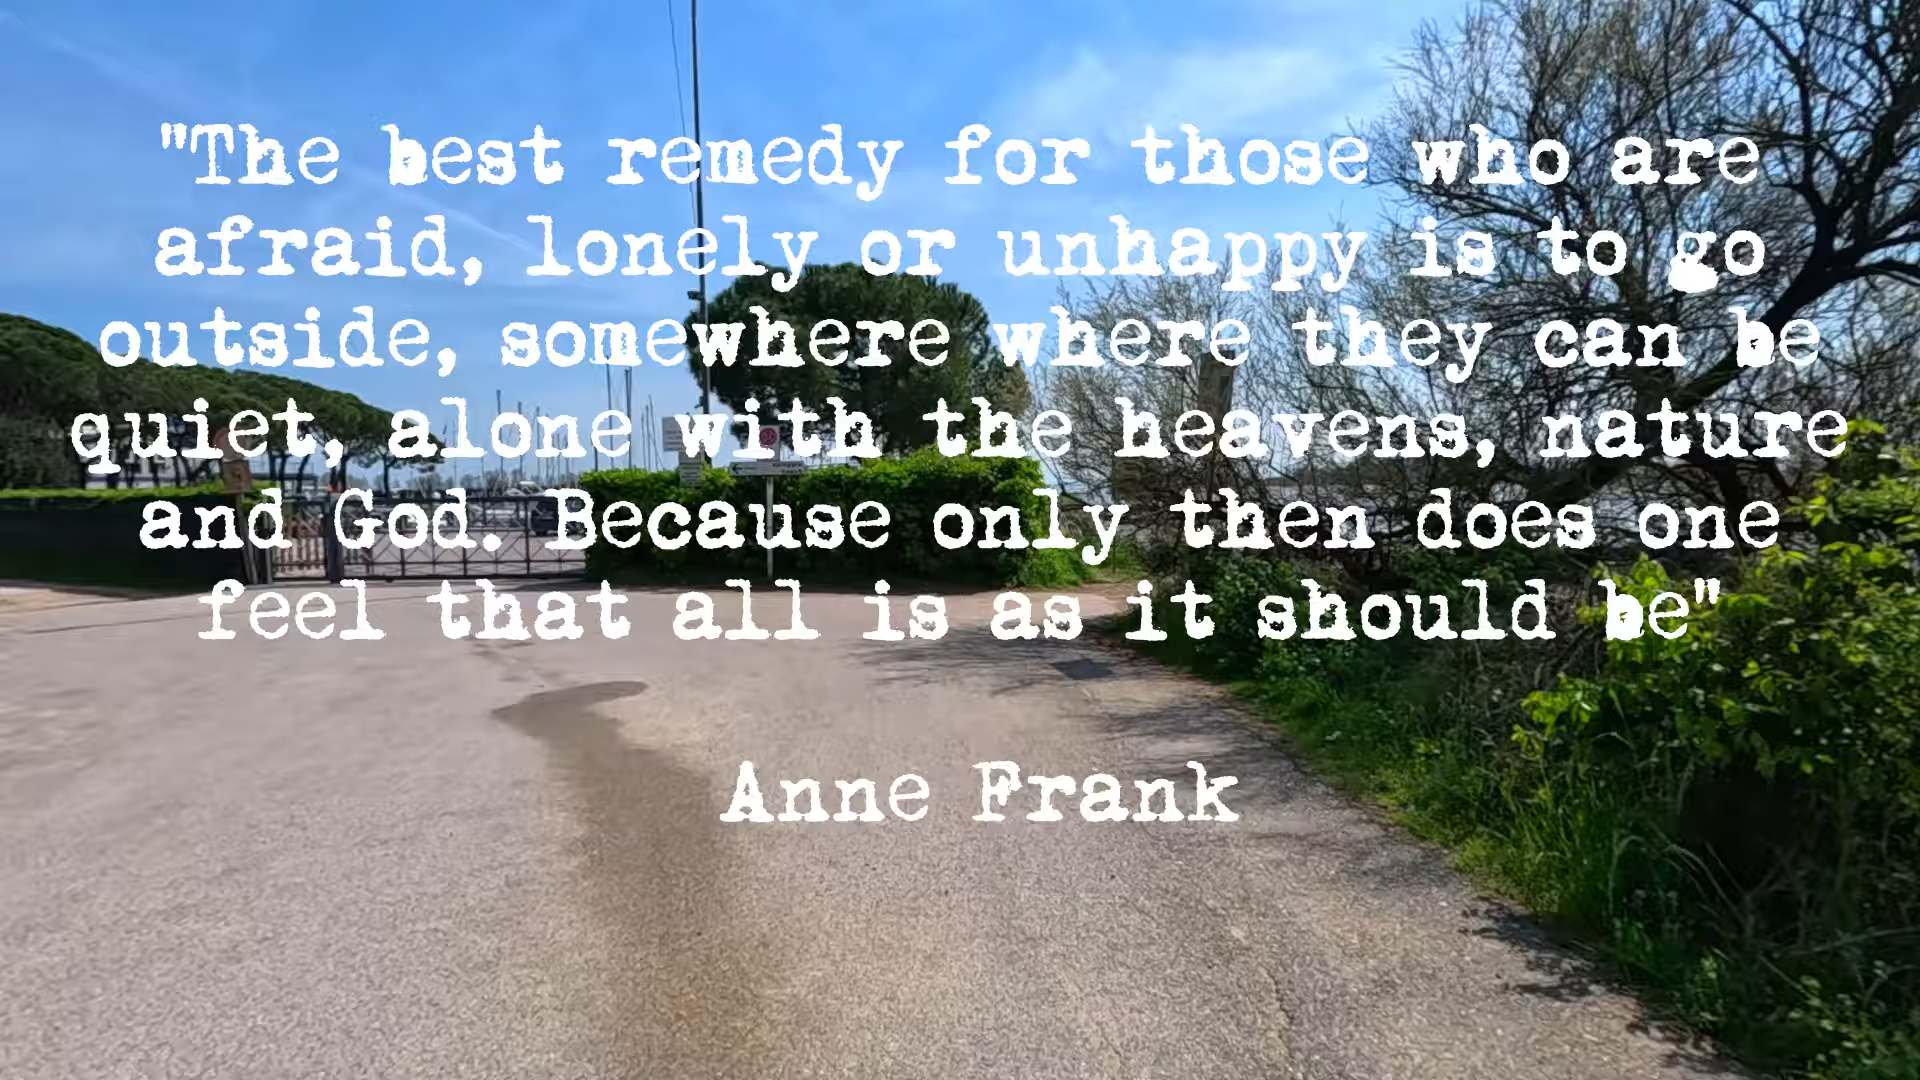 "The best remedy for those who are
afraid, lonely or unhappy is to go
outside, somewhere where they can be
quiet, alone with the heavens, nature
and God. Because only then does one
feel that all is as it should be"
Anne Frank